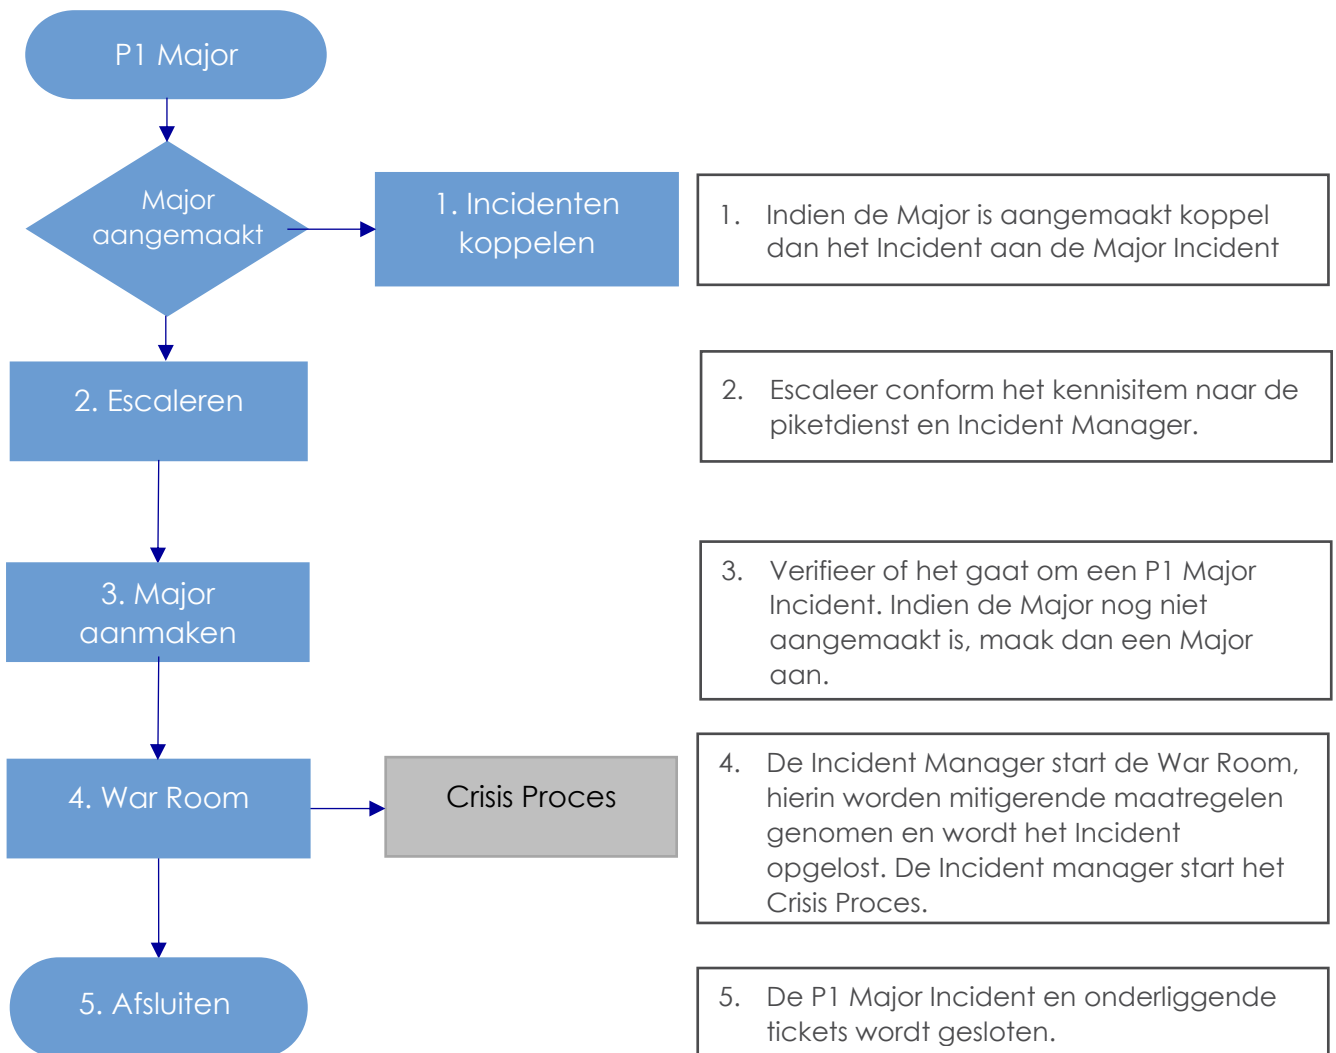 P1 Major
Major
aangemaakt
1. Incidenten
koppelen
1. Indien de Major is aangemaakt koppel
dan het Incident aan de Major Incident
2. Escaleren
2. Escaleer conform het kennisitem naar de
piketdienst en Incident Manager.
3. Major
aanmaken
3. Verifieer of het gaat om een P1 Major
Incident. Indien de Major nog niet
aangemaakt is, maak dan een Major
aan.
4. War Room
Crisis Proces
4. De Incident Manager start de War Room,
hierin worden mitigerende maatregelen
genomen en wordt het Incident
opgelost. De Incident manager start het
Crisis Proces.
5. Afsluiten
5. De P1 Major Incident en onderliggende
tickets wordt gesloten.